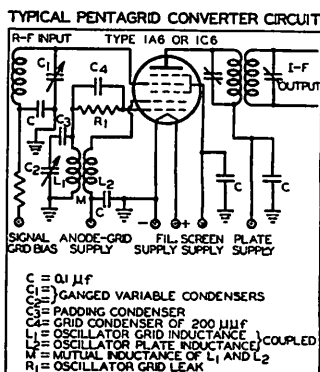 TYPICAL PENTAGRID CONVERTER CIRCUIT
R-F INPUT TYPE 1A6 OR 1C6
C1
C4
I-F
OUTPUT
C
C3
R1
C2
L1
L2
M
C
C
C
- +
SIGNAL GRID BIAS
ANODE-GRID SUPPLY
FIL. SUPPLY
SCREEN SUPPLY
PLATE SUPPLY
C = 0.1 µf
C1 =
C2 = } GANGED VARIABLE CONDENSERS
C3 = PADDING CONDENSER
C4 = GRID CONDENSER OF 200 µµf
L1 = OSCILLATOR GRID INDUCTANCE
L2 = OSCILLATOR PLATE INDUCTANCE } COUPLED
M = MUTUAL INDUCTANCE OF L1 AND L2
R1 = OSCILLATOR GRID LEAK